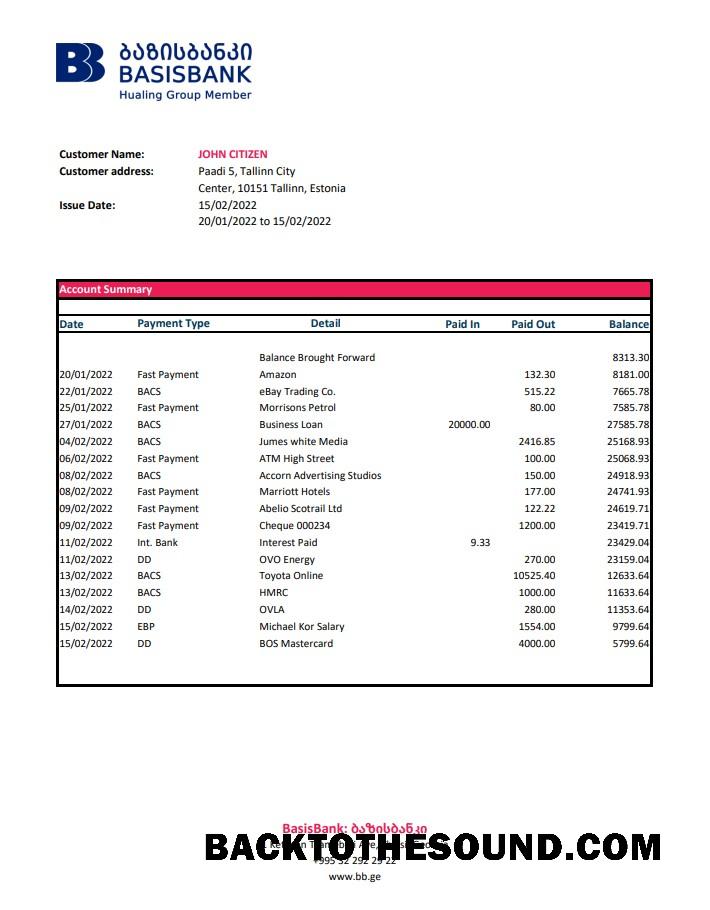 ბაზისბანკი
BASISBANK
Hualing Group Member
Customer Name: JOHN CITIZEN
Customer address: Paadi 5, Tallinn City
Center, 10151 Tallinn, Estonia
Issue Date: 15/02/2022
20/01/2022 to 15/02/2022
Account Summary
Date Payment Type Detail Paid In Paid Out Balance
Balance Brought Forward 8313.30
20/01/2022 Fast Payment Amazon 132.30 8181.00
22/01/2022 BACS eBay Trading Co. 515.22 7665.78
25/01/2022 Fast Payment Morrisons Petrol 80.00 7585.78
27/01/2022 BACS Business Loan 20000.00 27585.78
04/02/2022 BACS Jumes white Media 2416.85 25168.93
06/02/2022 Fast Payment ATM High Street 100.00 25068.93
08/02/2022 BACS Accorn Advertising Studios 150.00 24918.93
08/02/2022 Fast Payment Marriott Hotels 177.00 24741.93
09/02/2022 Fast Payment Abelio Scotrail Ltd 122.22 24619.71
09/02/2022 Fast Payment Cheque 000234 1200.00 23419.71
11/02/2022 Int. Bank Interest Paid 9.33 23429.04
11/02/2022 DD OVO Energy 270.00 23159.04
13/02/2022 BACS Toyota Online 10525.40 12633.64
13/02/2022 BACS HMRC 1000.00 11633.64
14/02/2022 DD OVLA 280.00 11353.64
15/02/2022 EBP Michael Kor Salary 1554.00 9799.64
15/02/2022 DD BOS Mastercard 4000.00 5799.64
BasisBank: ბაზისბანკი
BACKTOTHESOUND.COM
+995 32 292 29 22
www.bb.ge